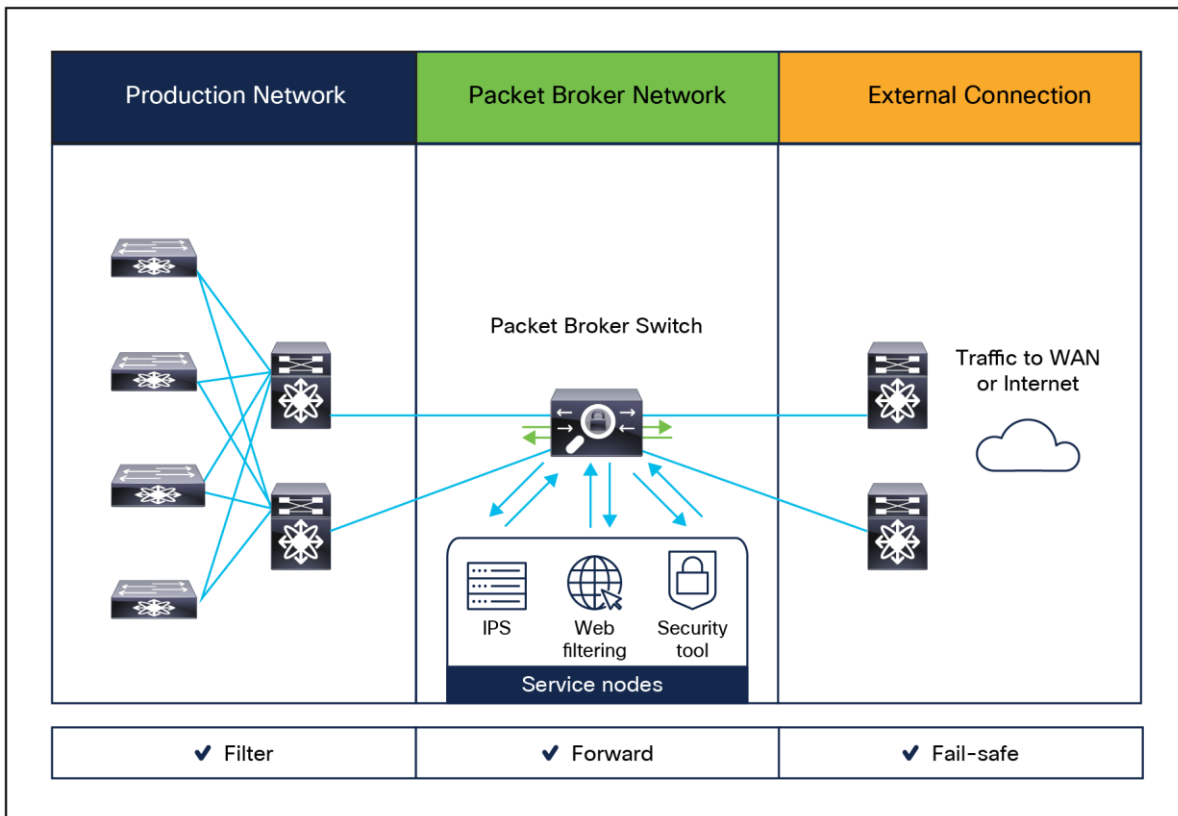 Production Network
Packet Broker Network
External Connection
Packet Broker Switch
Traffic to WAN
or Internet
IPS
Web
filtering
Security
tool
Service nodes
✔ Filter
✔ Forward
✔ Fail-safe